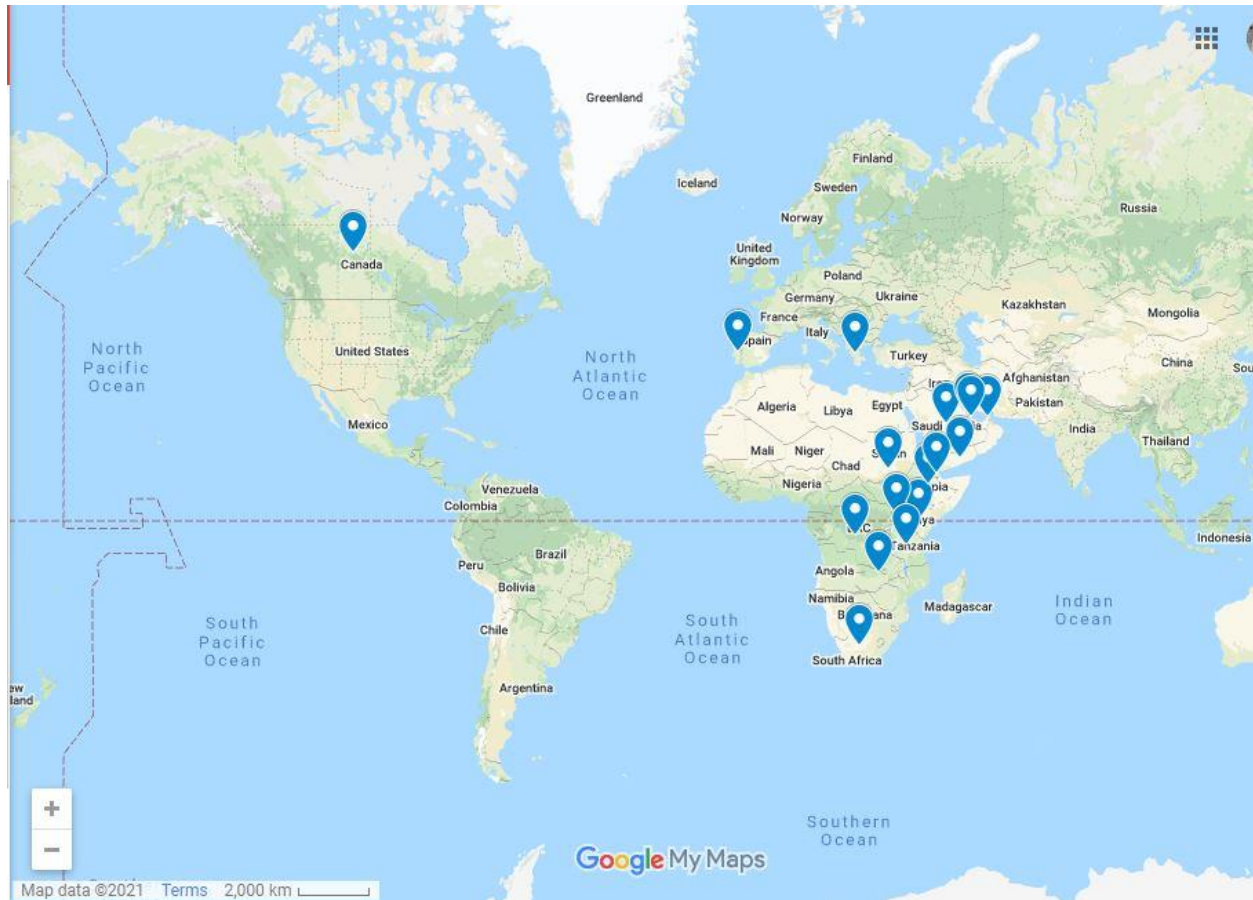 Greenland
Iceland
Finland
Sweden
Norway
Russia
United
Kingdom
Canada
Poland
Germany
Ukraine
France
Kazakhstan
Mongolia
Italy
North
Pacific
Ocean
United States
North
Atlantic
Ocean
Turkey
China
Afghanistan
Pakistan
Algeria
Libya
Egypt
Saudi
India
Mexico
Mali
Niger
Chad
Thailand
Nigeria
Venezuela
Colombia
Indonesia
Tanzania
Brazil
Peru
Angola
Bolivia
Namibia
Madagascar
Indian
Ocean
South
Pacific
Ocean
Chile
South
Atlantic
Ocean
South Africa
Argentina
Southern
Ocean
+
−
Google My Maps
Map data ©2021 Terms 2,000 km